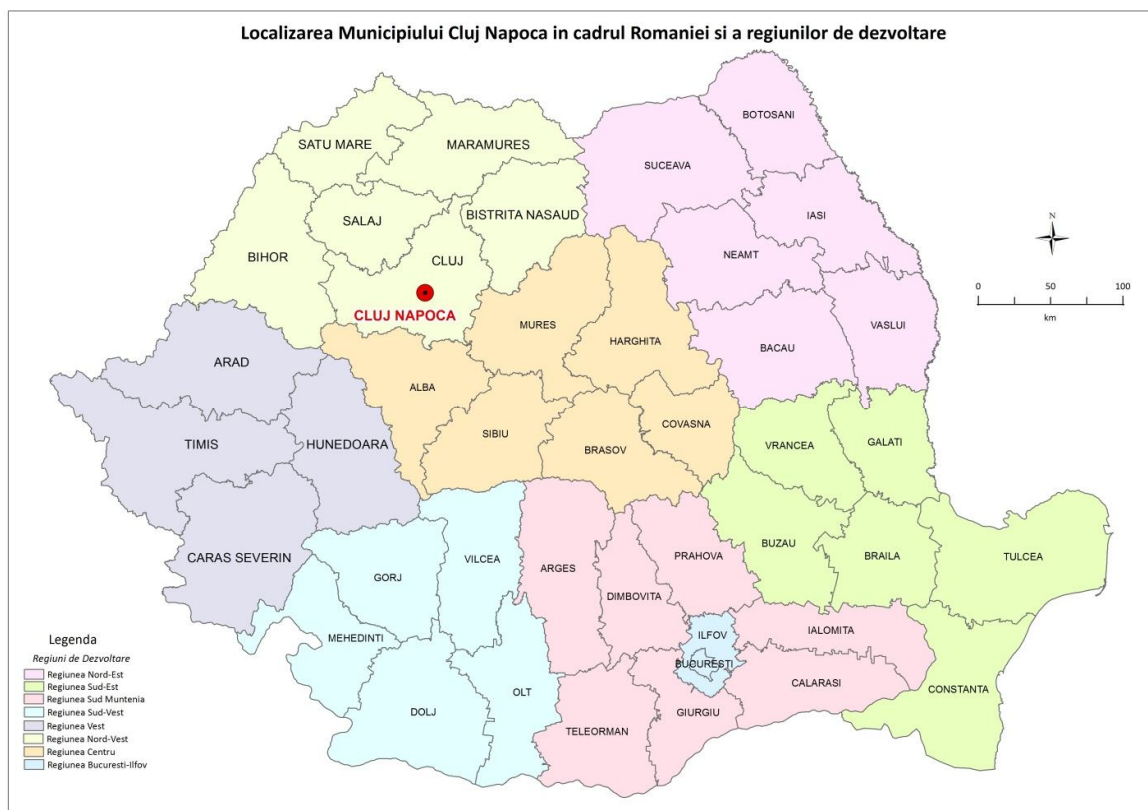 Localizarea Municipiului Cluj Napoca in cadrul Romaniei si a regiunilor de dezvoltare
BOTOSANI
SATU MARE
MARAMURES
SUCEAVA
SALAJ
BISTRITA NASAUD
IASI
BIHOR
CLUJ
NEAMT
N
CLUJ NAPOCA
0 50 100
km
MURES
HARGHITA
BACAU
VASLUI
ARAD
ALBA
SIBIU
BRASOV
COVASNA
TIMIS
HUNEDOARA
VRANCEA
GALATI
CARAS SEVERIN
GORJ
VILCEA
ARGES
DIMBOVITA
PRAHOVA
BUZAU
BRAILA
TULCEA
MEHEDINTI
ILFOV
BUCURESTI
IALOMITA
CALARASI
CONSTANTA
DOLJ
OLT
TELEORMAN
GIURGIU
Legenda
Regiuni de Dezvoltare
Regiunea Nord-Est
Regiunea Sud-Est
Regiunea Sud Muntenia
Regiunea Sud-Vest
Regiunea Vest
Regiunea Nord-Vest
Regiunea Centru
Regiunea Bucuresti-Ilfov